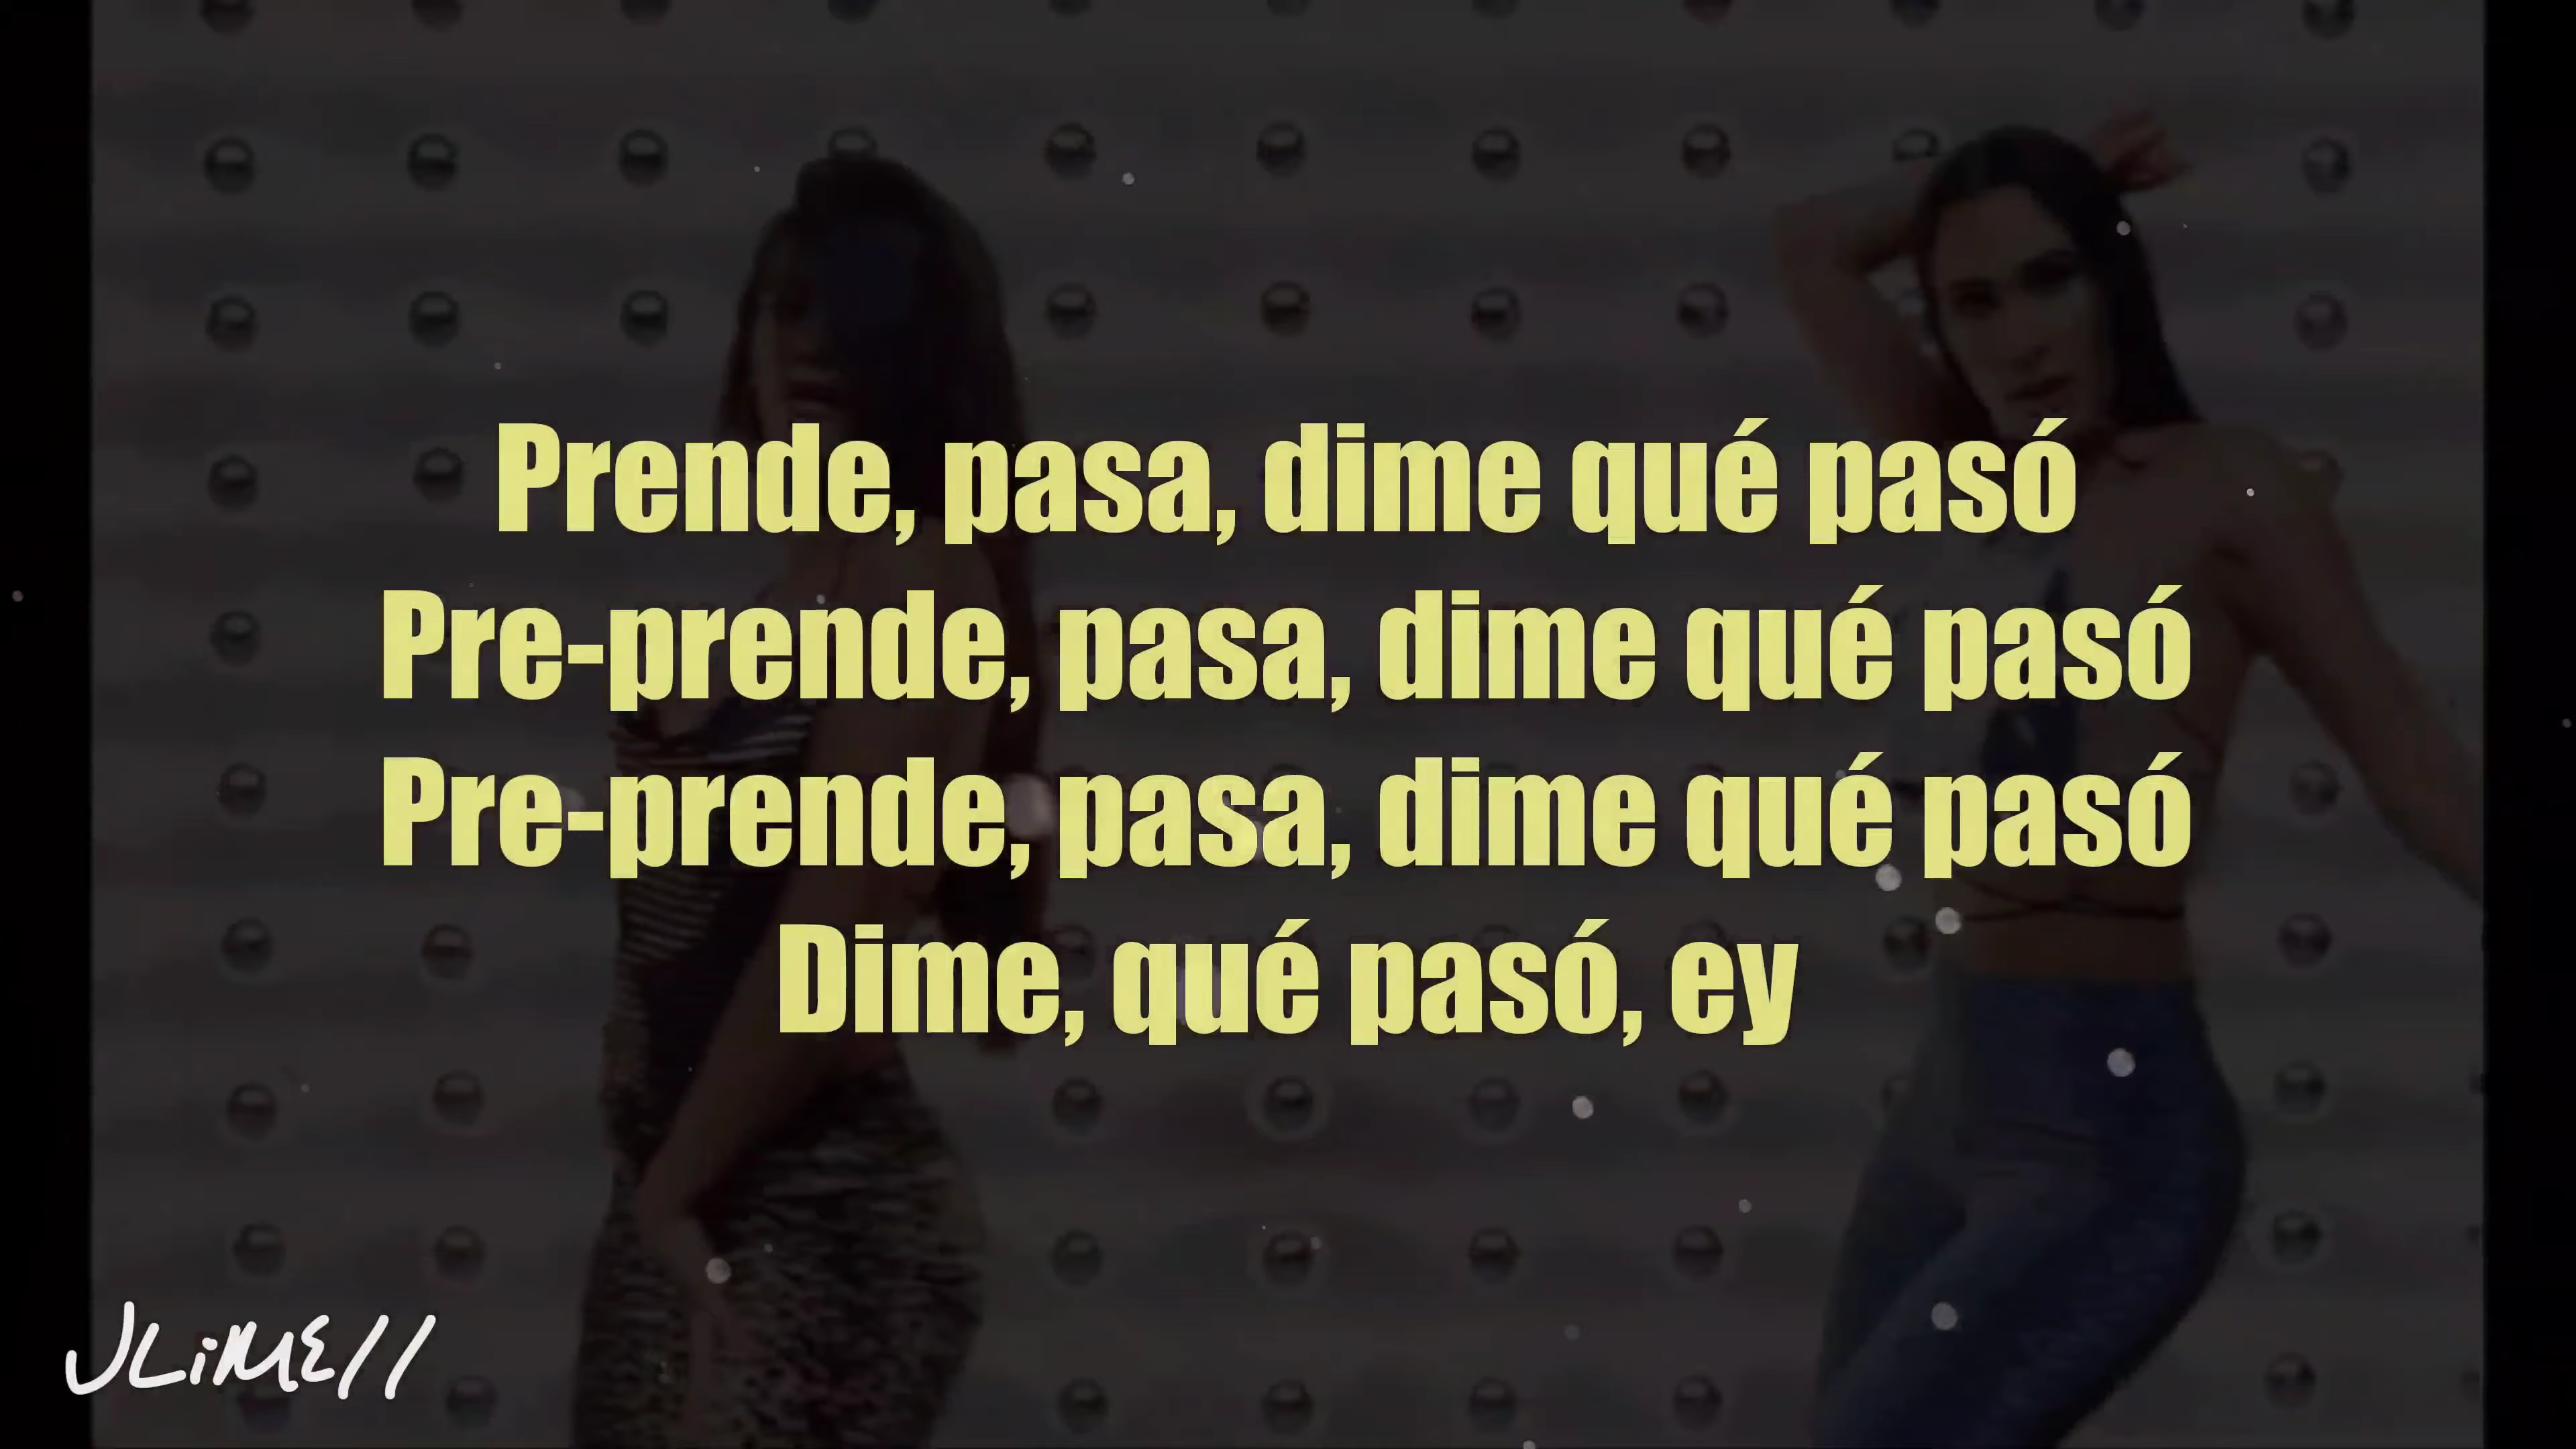 Prende, pasa, dime qué pasó
Pre-prende, pasa, dime qué pasó
Pre-prende, pasa, dime qué pasó
Dime, qué pasó, ey
JLiME//